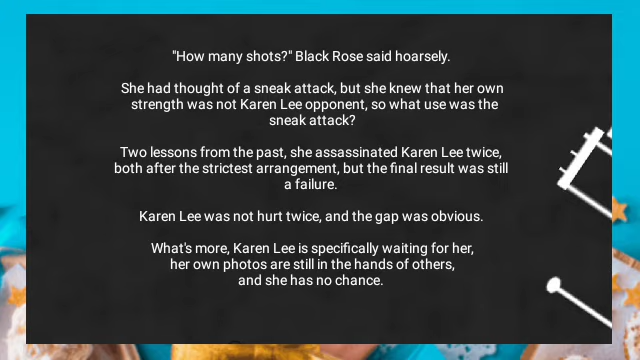 "How many shots?" Black Rose said hoarsely.
She had thought of a sneak attack, but she knew that her own
strength was not Karen Lee opponent, so what use was the
sneak attack?
Two lessons from the past, she assassinated Karen Lee twice,
both after the strictest arrangement, but the final result was still
a failure.
Karen Lee was not hurt twice, and the gap was obvious.
What's more, Karen Lee is specifically waiting for her,
her own photos are still in the hands of others,
and she has no chance.